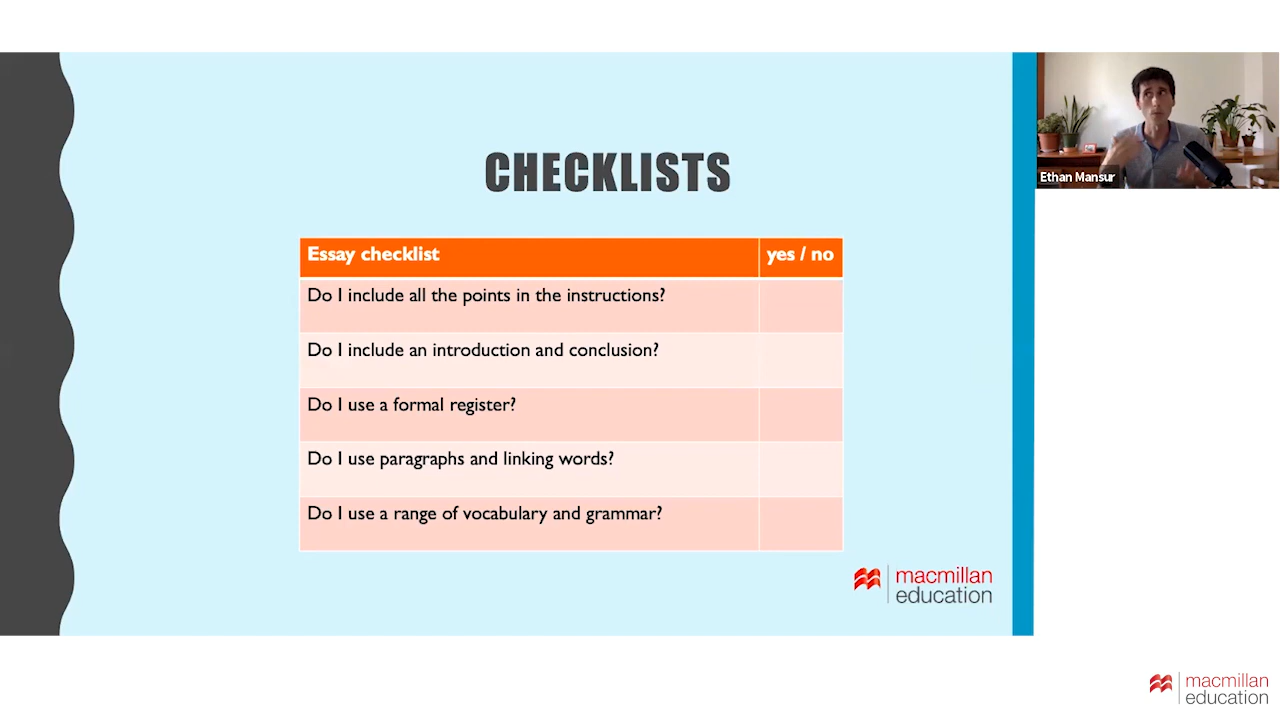 CHECKLISTS
Essay checklist yes / no
Do I include all the points in the instructions?
Do I include an introduction and conclusion?
Do I use a formal register?
Do I use paragraphs and linking words?
Do I use a range of vocabulary and grammar?
macmillan
education
Ethan Mansur
macmillan
education